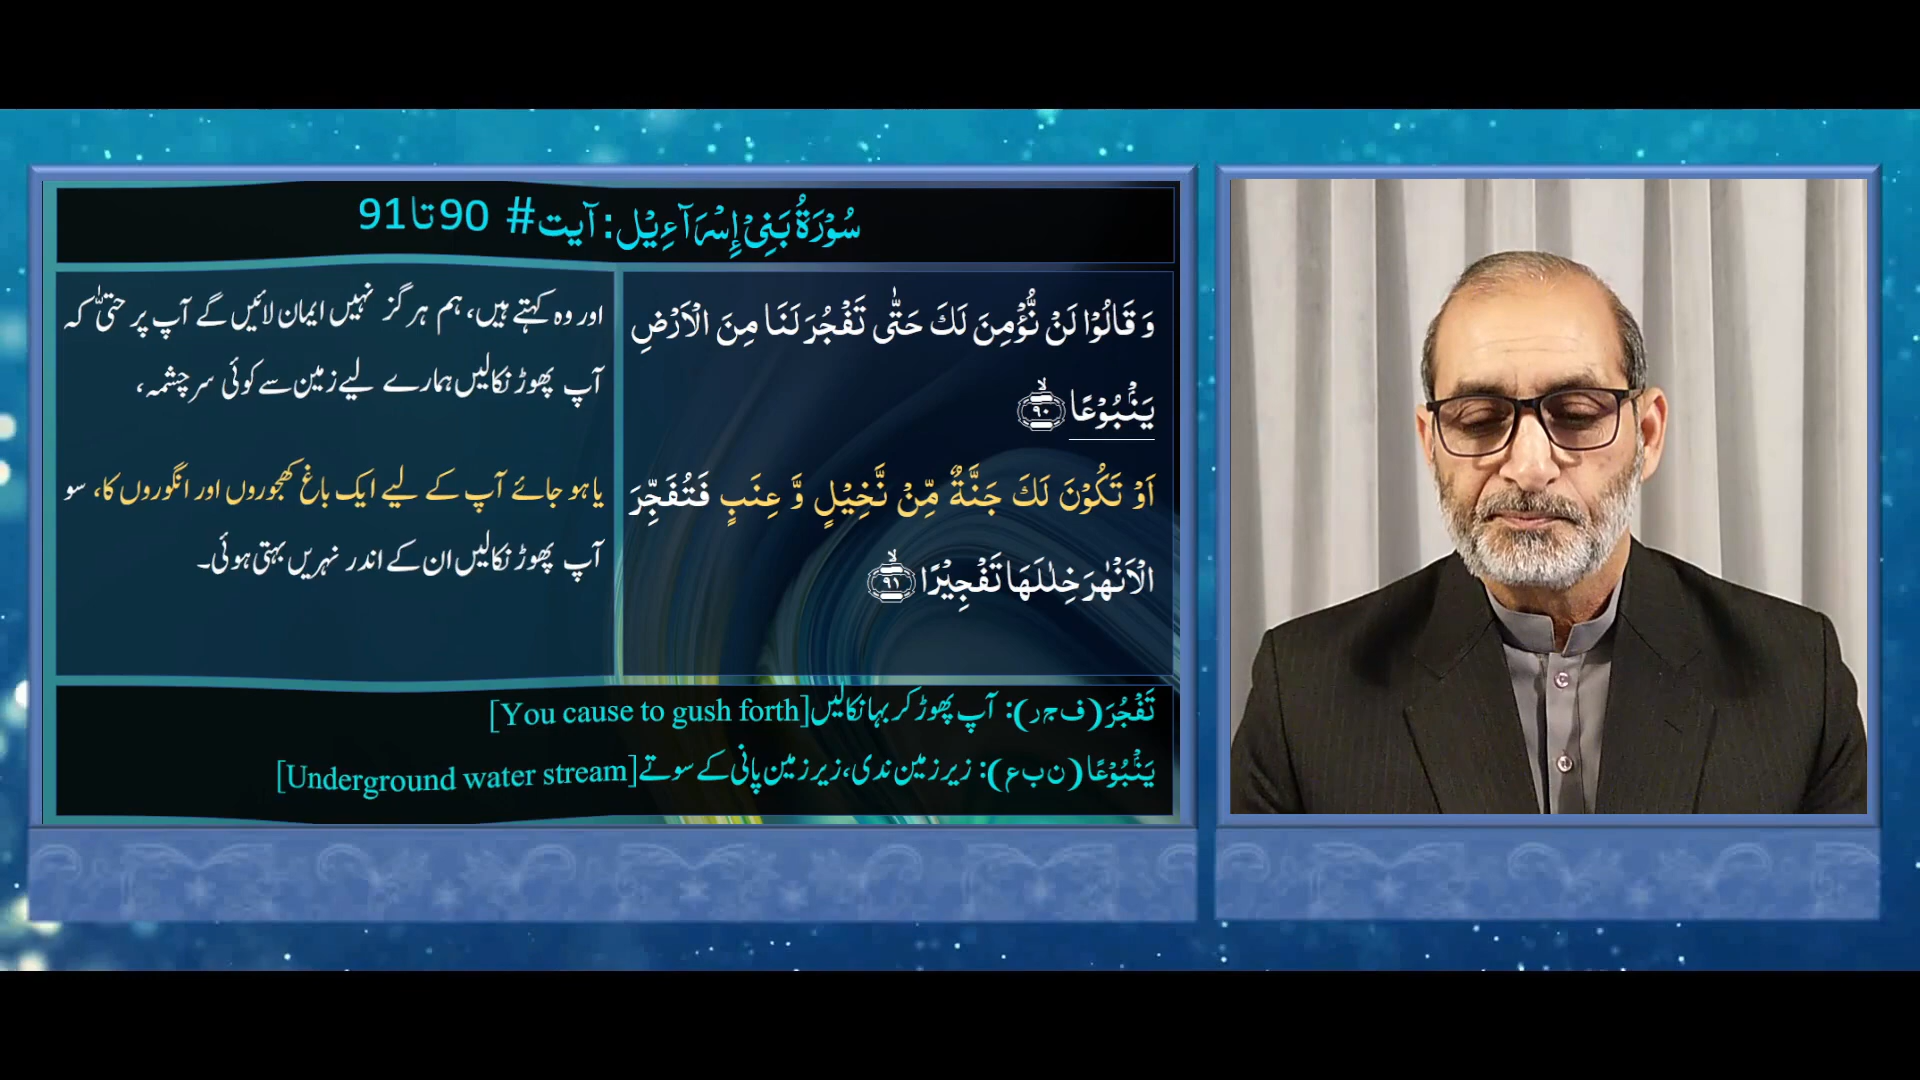 سُوْرَةُ بَنِيْٓ اِسْرَآءِيْل: آیت# 90 تا 91
وَ قَالُوْا لَنْ نُّؤْمِنَ لَكَ حَتّٰى تَفْجُرَ لَنَا مِنَ الْاَرْضِ
يَنْۢبُوْعًا ۙ۹۰
اَوْ تَكُوْنَ لَكَ جَنَّةٌ مِّنْ نَّخِيْلٍ وَّ عِنَبٍ فَتُفَجِّرَ
الْاَنْهٰرَ خِلٰلَهَا تَفْجِيْرًا ۙ۹۱
اور وہ کہتے ہیں، ہم ہرگز نہیں ایمان لائیں گے آپ پر حتیّٰ کہ
آپ پھوڑ نکالیں ہمارے لیے زمین سے کوئی سرچشمہ،
یا ہو جائے آپ کے لیے ایک باغ کھجوروں اور انگوروں کا، سو
آپ پھوڑ نکالیں ان کے اندر نہریں بہتی ہوئی۔
تَفْجُرَ (ف ج ر): آپ پھوڑ کر بہا نکالیں [You cause to gush forth]
يَنْۢبُوْعًا (ن ب ع): زیر زمین ندی، زیر زمین پانی کے سوتے [Underground water stream]